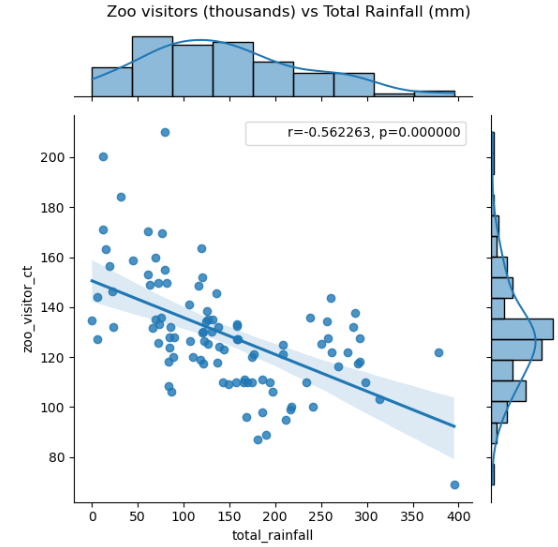 Zoo visitors (thousands) vs Total Rainfall (mm)
r=-0.562263, p=0.000000
200
180
160
140
120
100
80
zoo_visitor_ct
0 50 100 150 200 250 300 350 400
total_rainfall